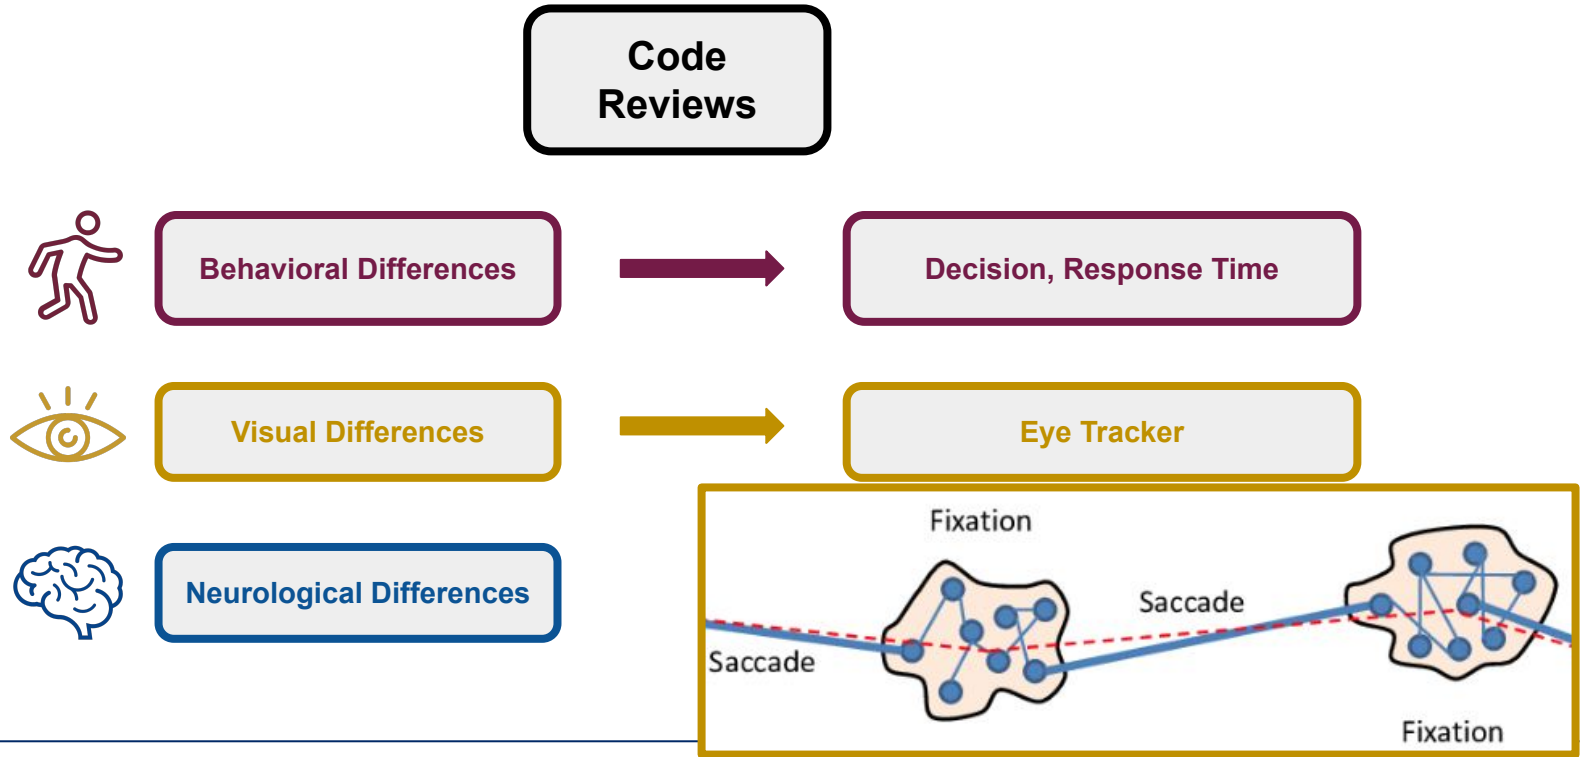 Code
Reviews
Behavioral Differences
Decision, Response Time
Visual Differences
Eye Tracker
Neurological Differences
Fixation
Saccade
Saccade
Fixation